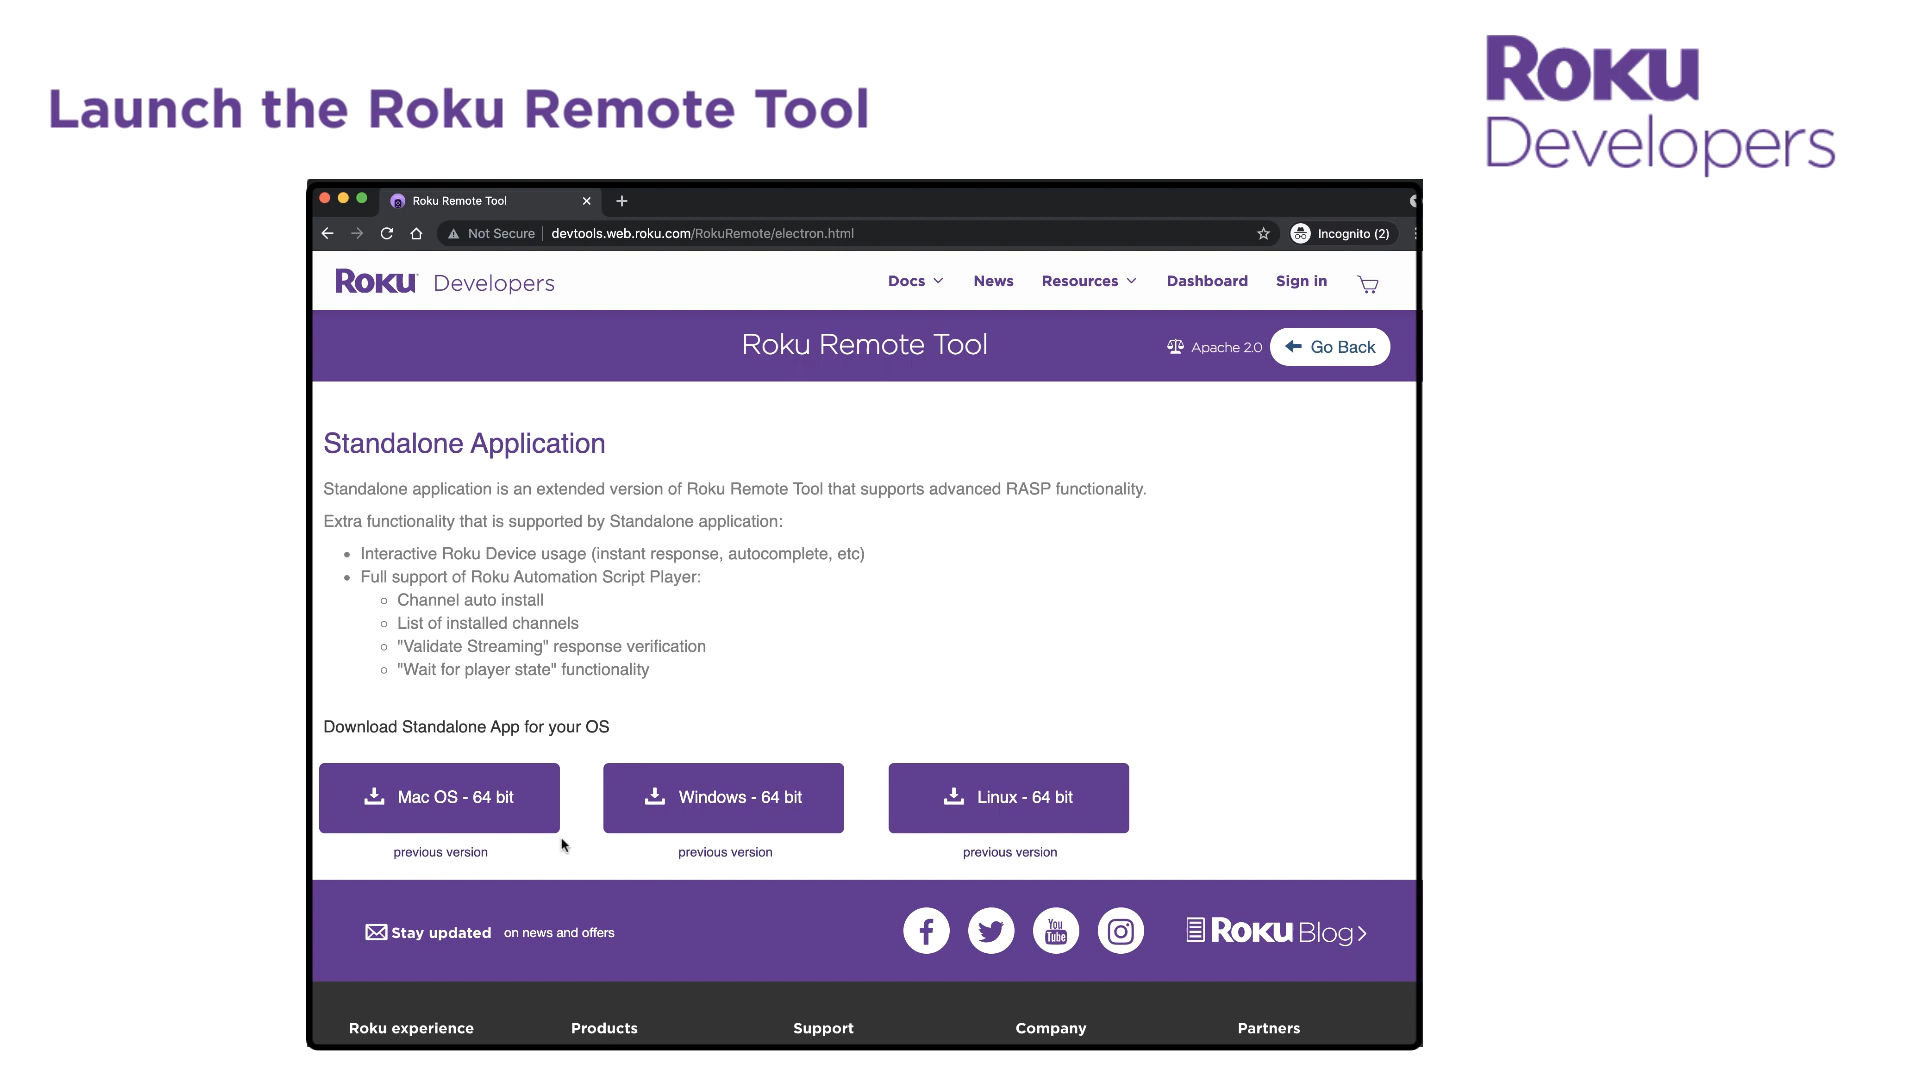 Launch the Roku Remote Tool
Roku
Developers
Roku Remote Tool
Not Secure | devtools.web.roku.com/RokuRemote/electron.html
Incognito (2)
Roku Developers
Docs
News
Resources
Dashboard
Sign in
Roku Remote Tool
Apache 2.0
Go Back
Standalone Application
Standalone application is an extended version of Roku Remote Tool that supports advanced RASP functionality.
Extra functionality that is supported by Standalone application:
• Interactive Roku Device usage (instant response, autocomplete, etc)
• Full support of Roku Automation Script Player:
◦ Channel auto install
◦ List of installed channels
◦ "Validate Streaming" response verification
◦ "Wait for player state" functionality
Download Standalone App for your OS
Mac OS - 64 bit
Windows - 64 bit
Linux - 64 bit
previous version
previous version
previous version
Stay updated on news and offers
You
Tube
Roku Blog
Roku experience
Products
Support
Company
Partners